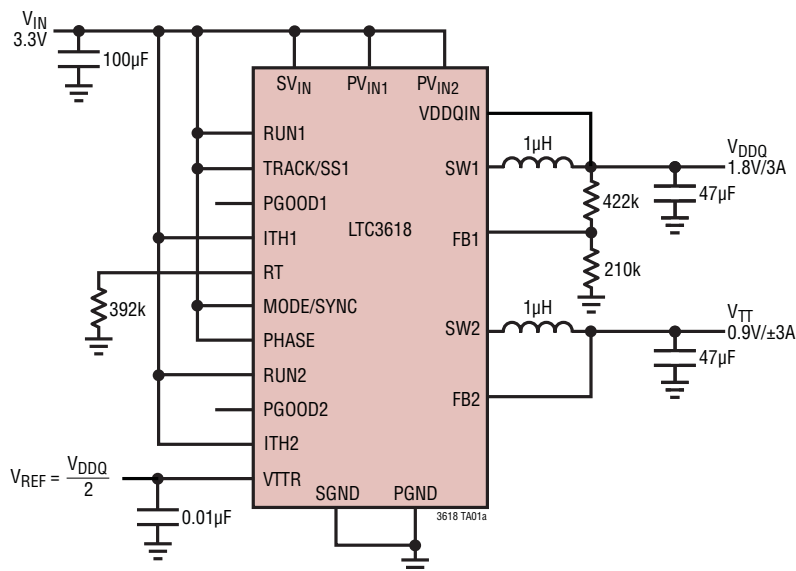 VIN
3.3V
100µF
SVIN PVIN1 PVIN2
VDDQIN
RUN1
TRACK/SS1
PGOOD1
ITH1
RT
392k
MODE/SYNC
PHASE
RUN2
PGOOD2
ITH2
VTTR
VREF = VDDQ
2
0.01µF
LTC3618
SW1
1µH
VDDQ
1.8V/3A
47µF
422k
FB1
210k
SW2
1µH
VTT
0.9V/±3A
47µF
FB2
SGND PGND
3618 TA01a